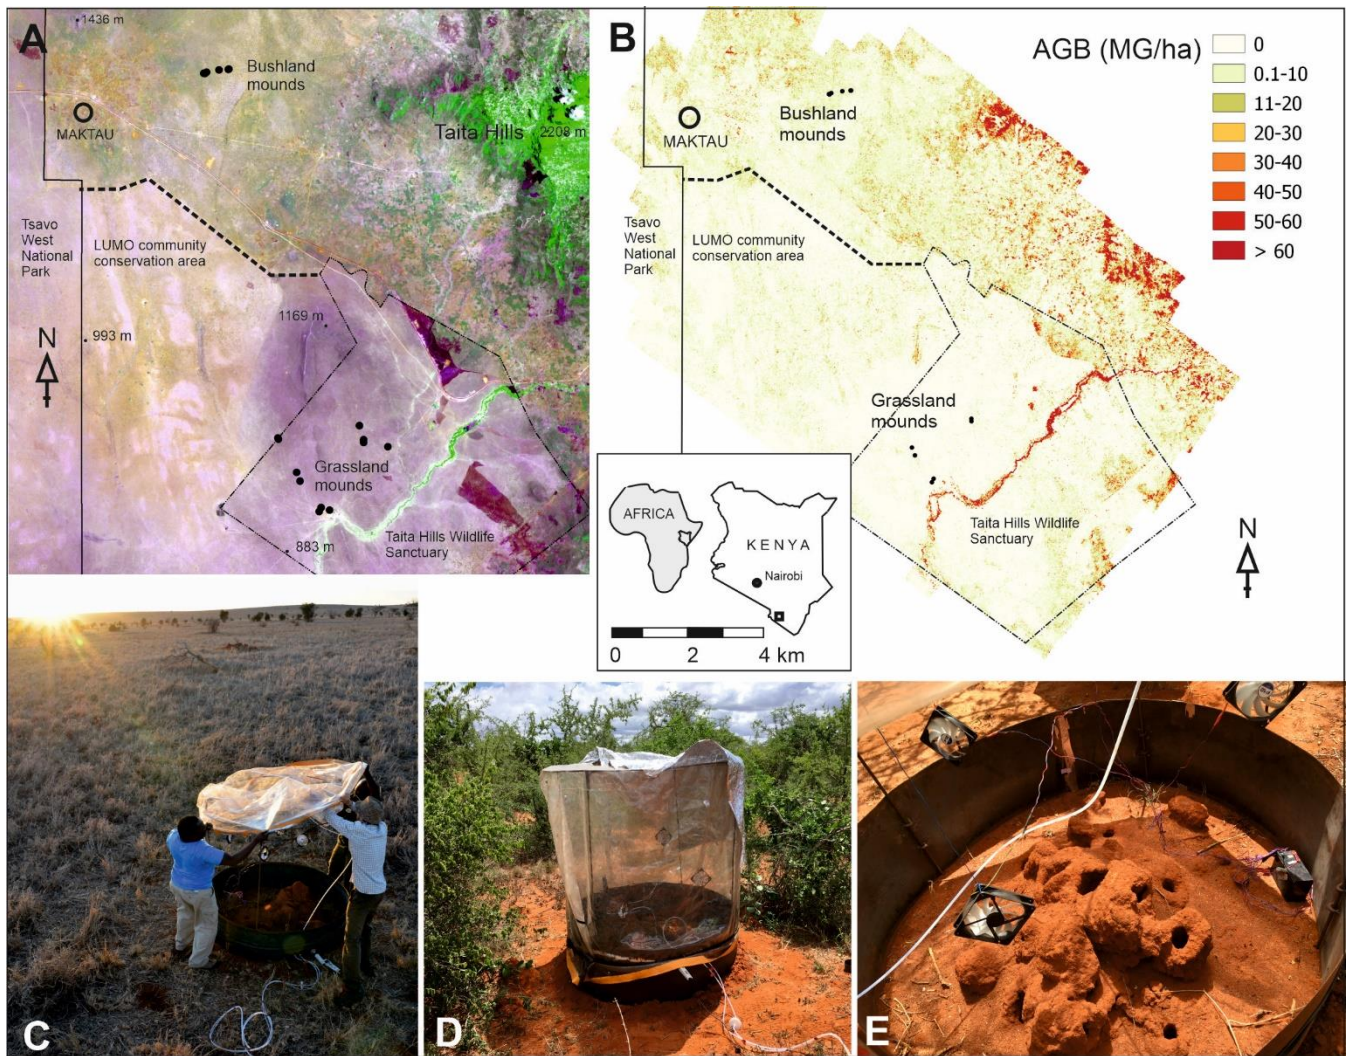 A
1436 m
Bushland
mounds
MAKTAU
Taita Hills
2208 m
Tsavo
West
National
Park
LUMO community
conservation area
1169 m
993 m
N
Grassland
mounds
883 m
Taita Hills Wildlife
Sanctuary
B
AGB (MG/ha)
0
0.1-10
11-20
20-30
30-40
40-50
50-60
> 60
Bushland
mounds
MAKTAU
Tsavo
West
National
Park
LUMO community
conservation area
Grassland
mounds
Taita Hills Wildlife
Sanctuary
N
AFRICA
KENYA
Nairobi
0 2 4 km
C
D
E